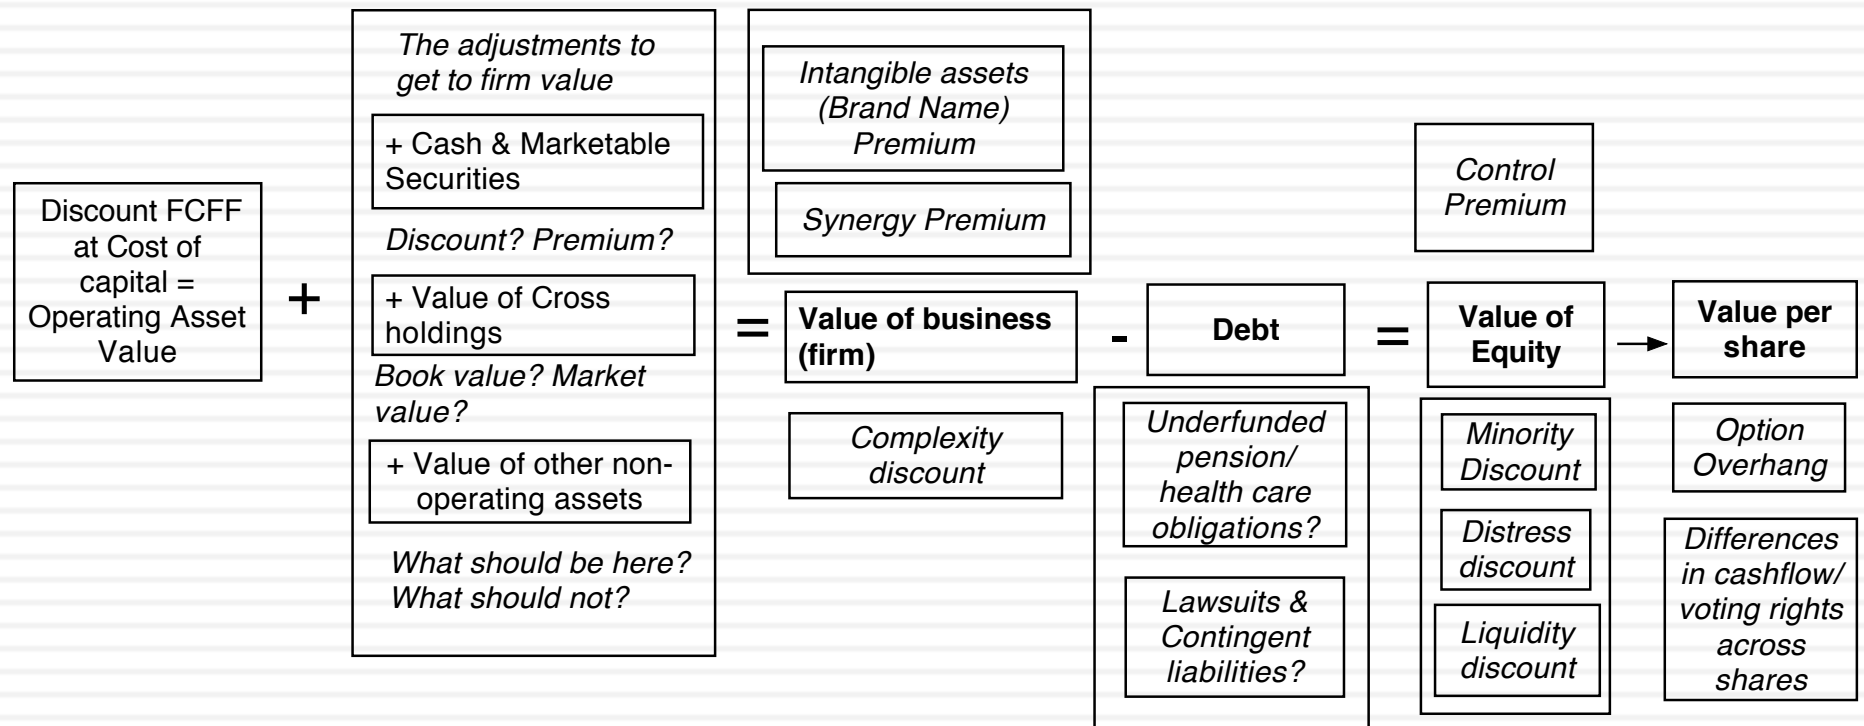 Discount FCFF
at Cost of
capital =
Operating Asset
Value
+
The adjustments to
get to firm value
+ Cash & Marketable
Securities
Discount? Premium?
+ Value of Cross
holdings
Book value? Market
value?
+ Value of other non-
operating assets
What should be here?
What should not?
=
Intangible assets
(Brand Name)
Premium
Synergy Premium
Value of business
(firm)
Complexity
discount
-
Debt
Underfunded
pension/
health care
obligations?
Lawsuits &
Contingent
liabilities?
=
Control
Premium
Value of
Equity
Minority
Discount
Distress
discount
Liquidity
discount
Value per
share
Option
Overhang
Differences
in cashflow/
voting rights
across
shares